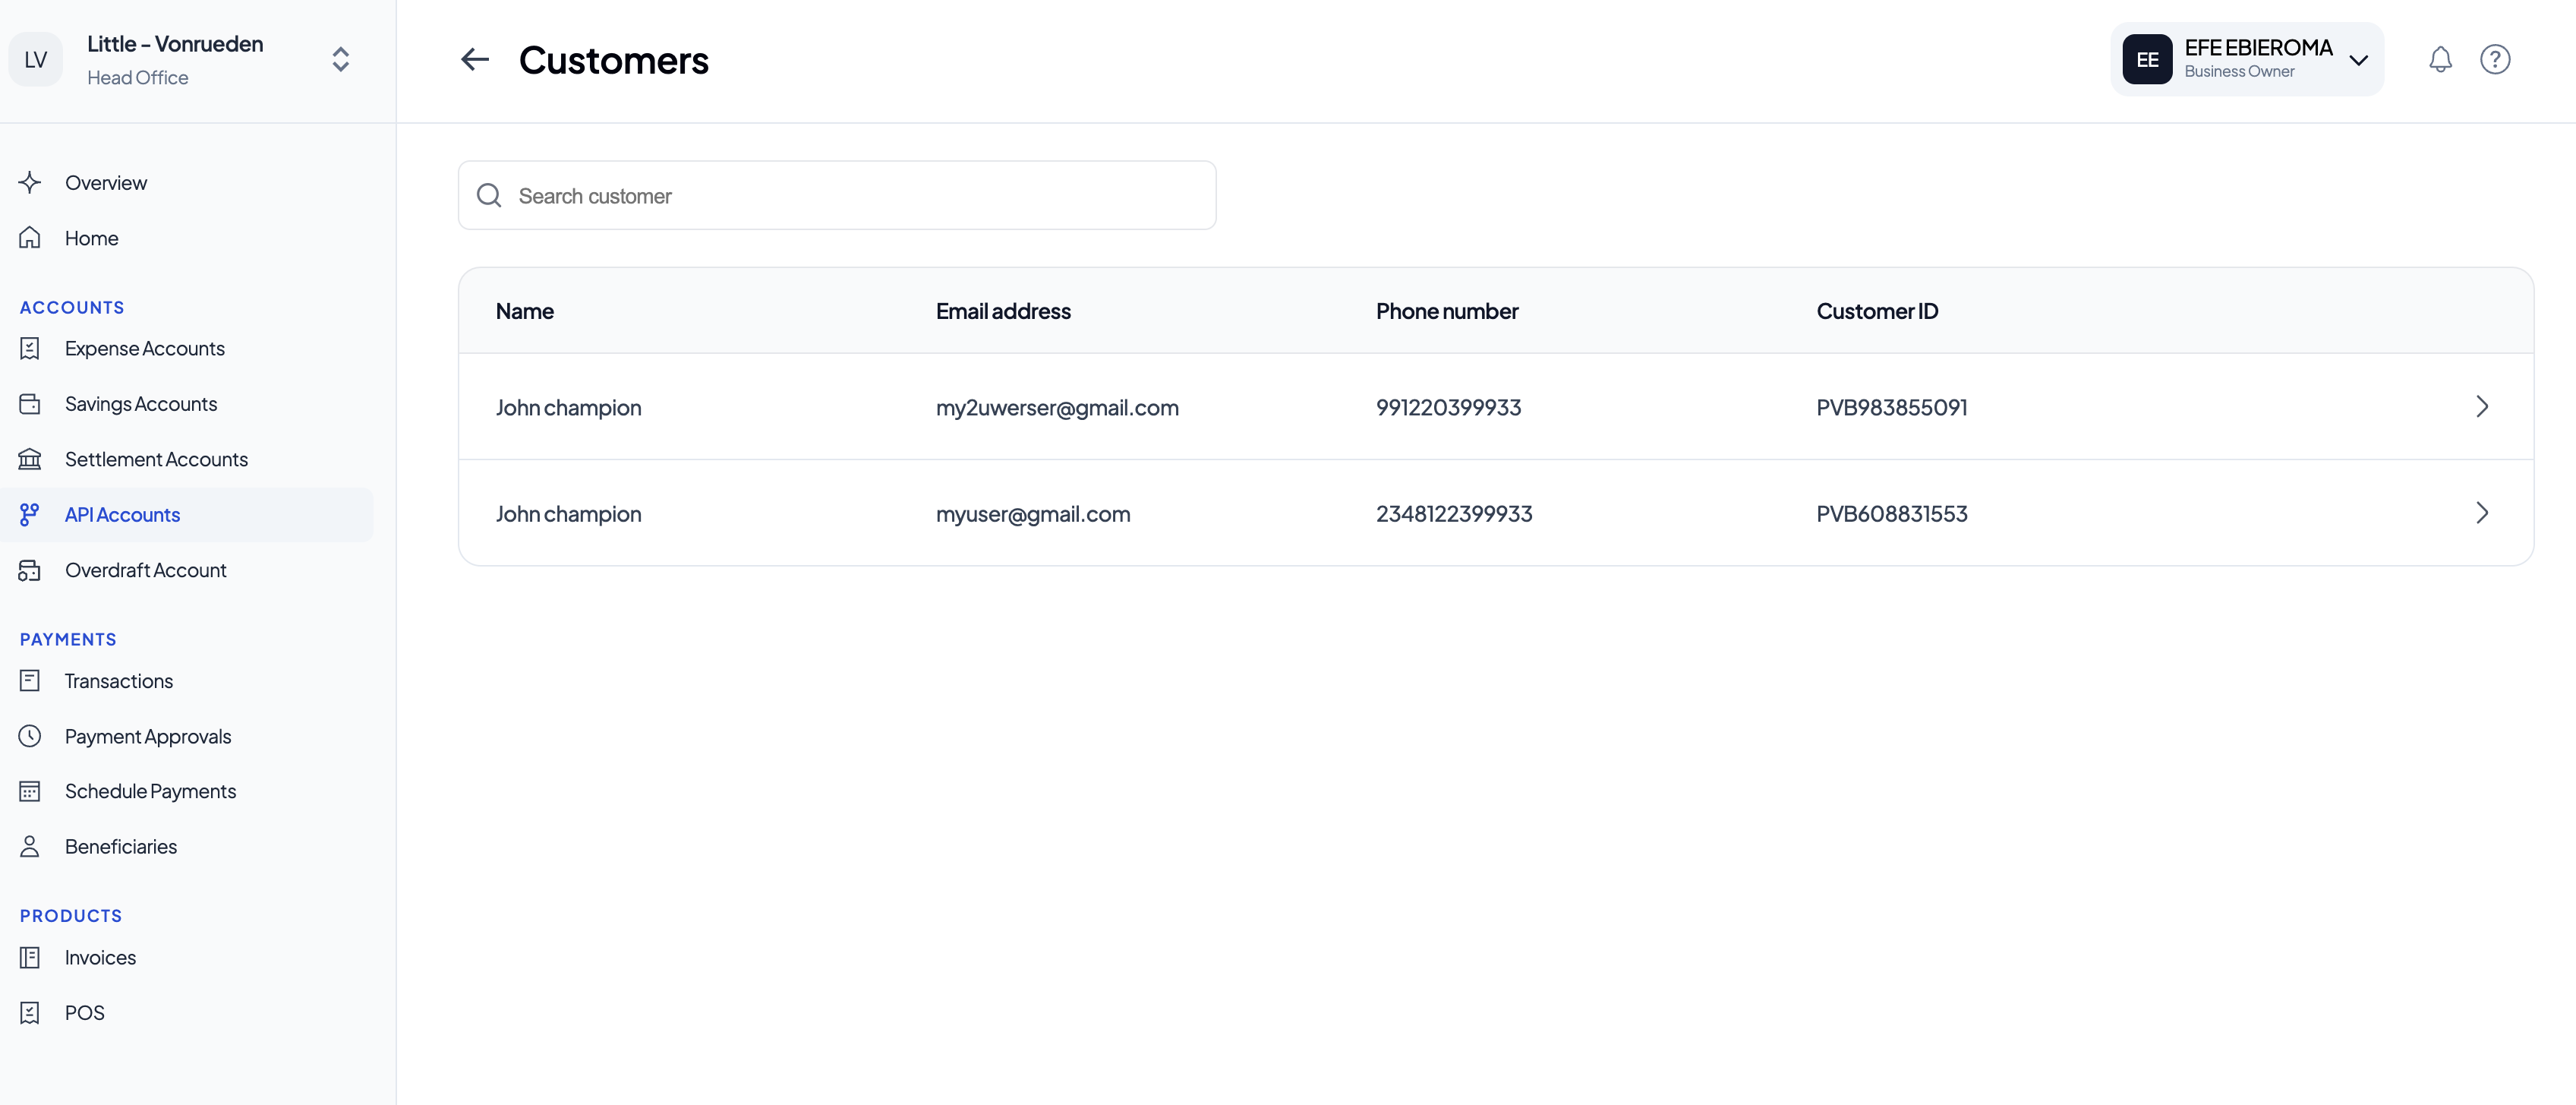 LV
Little - Vonrueden
Head Office
Customers
EE
EFE EBIEROMA
Business Owner
Overview
Home
ACCOUNTS
Expense Accounts
Savings Accounts
Settlement Accounts
API Accounts
Overdraft Account
PAYMENTS
Transactions
Payment Approvals
Schedule Payments
Beneficiaries
PRODUCTS
Invoices
POS
Search customer
Name Email address Phone number Customer ID
John champion my2uwerser@gmail.com 991220399933 PVB983855091
John champion myuser@gmail.com 2348122399933 PVB608831553